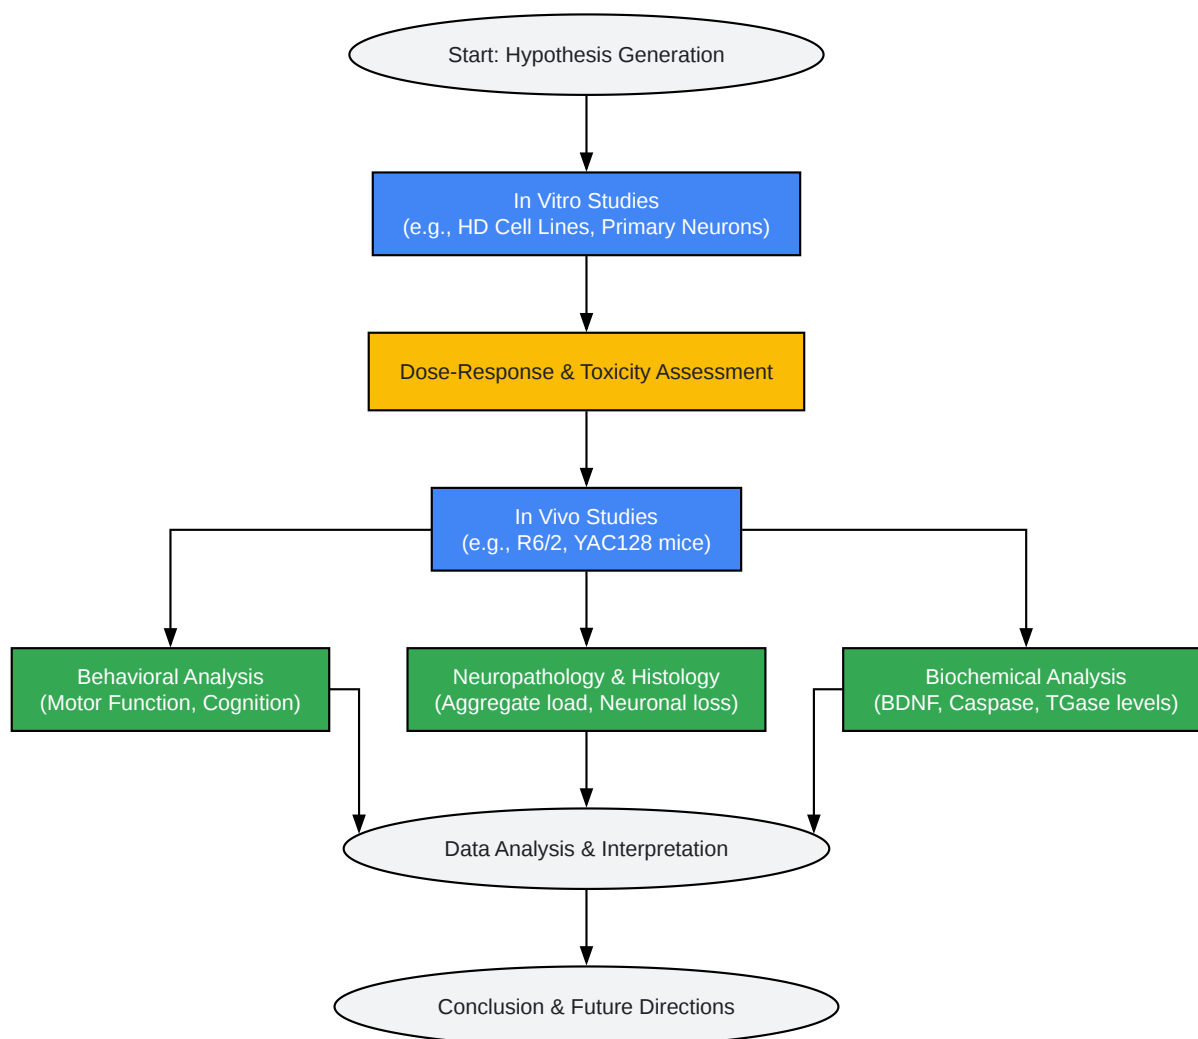 Start: Hypothesis Generation
In Vitro Studies
(e.g., HD Cell Lines, Primary Neurons)
Dose-Response & Toxicity Assessment
In Vivo Studies
(e.g., R6/2, YAC128 mice)
Behavioral Analysis
(Motor Function, Cognition)
Neuropathology & Histology
(Aggregate load, Neuronal loss)
Biochemical Analysis
(BDNF, Caspase, TGase levels)
Data Analysis & Interpretation
Conclusion & Future Directions